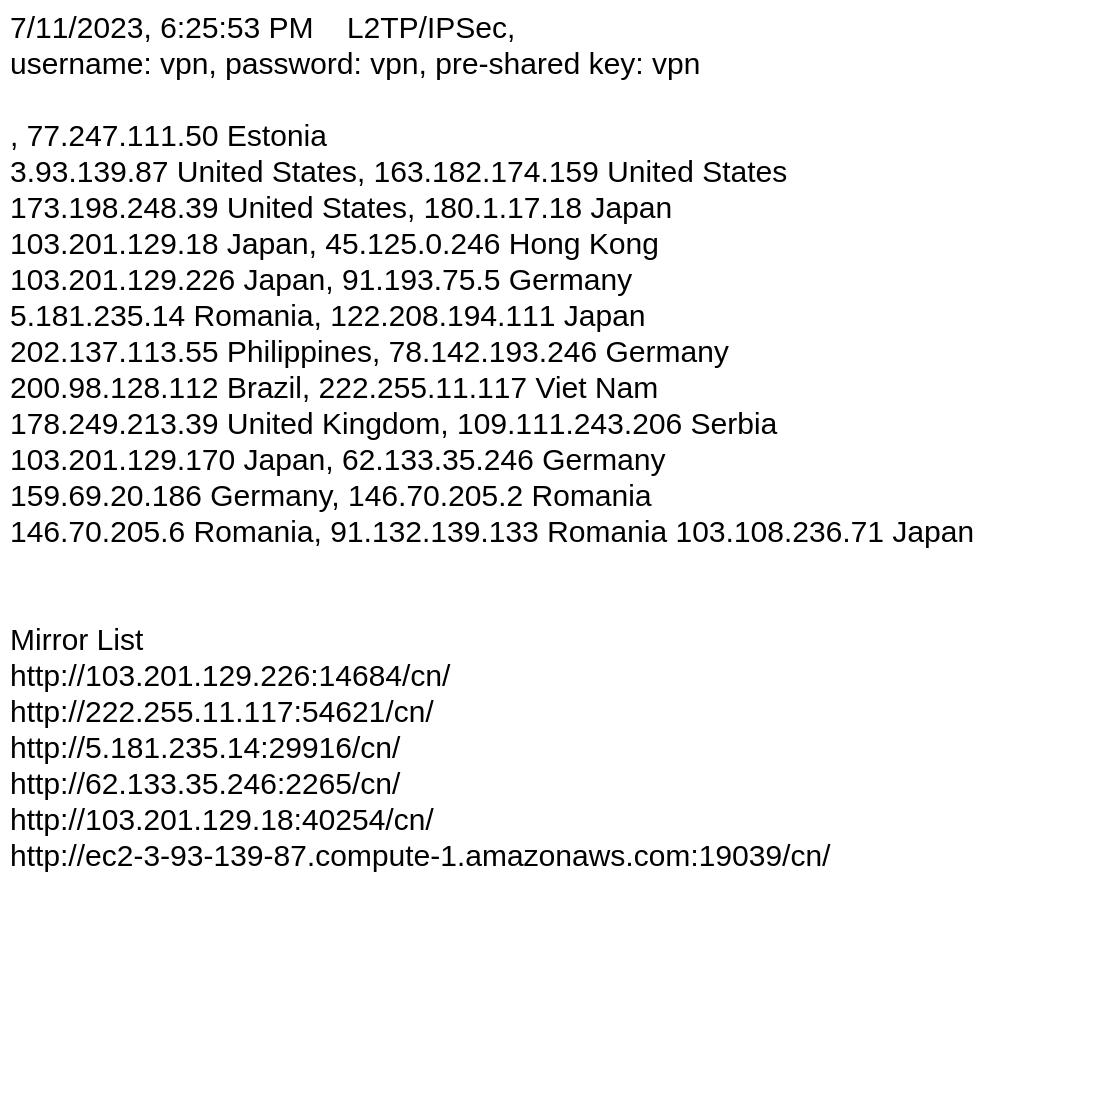 7/11/2023, 6:25:53 PM    L2TP/IPSec,
username: vpn, password: vpn, pre-shared key: vpn
, 77.247.111.50 Estonia
3.93.139.87 United States, 163.182.174.159 United States
173.198.248.39 United States, 180.1.17.18 Japan
103.201.129.18 Japan, 45.125.0.246 Hong Kong
103.201.129.226 Japan, 91.193.75.5 Germany
5.181.235.14 Romania, 122.208.194.111 Japan
202.137.113.55 Philippines, 78.142.193.246 Germany
200.98.128.112 Brazil, 222.255.11.117 Viet Nam
178.249.213.39 United Kingdom, 109.111.243.206 Serbia
103.201.129.170 Japan, 62.133.35.246 Germany
159.69.20.186 Germany, 146.70.205.2 Romania
146.70.205.6 Romania, 91.132.139.133 Romania 103.108.236.71 Japan
Mirror List
http://103.201.129.226:14684/cn/
http://222.255.11.117:54621/cn/
http://5.181.235.14:29916/cn/
http://62.133.35.246:2265/cn/
http://103.201.129.18:40254/cn/
http://ec2-3-93-139-87.compute-1.amazonaws.com:19039/cn/